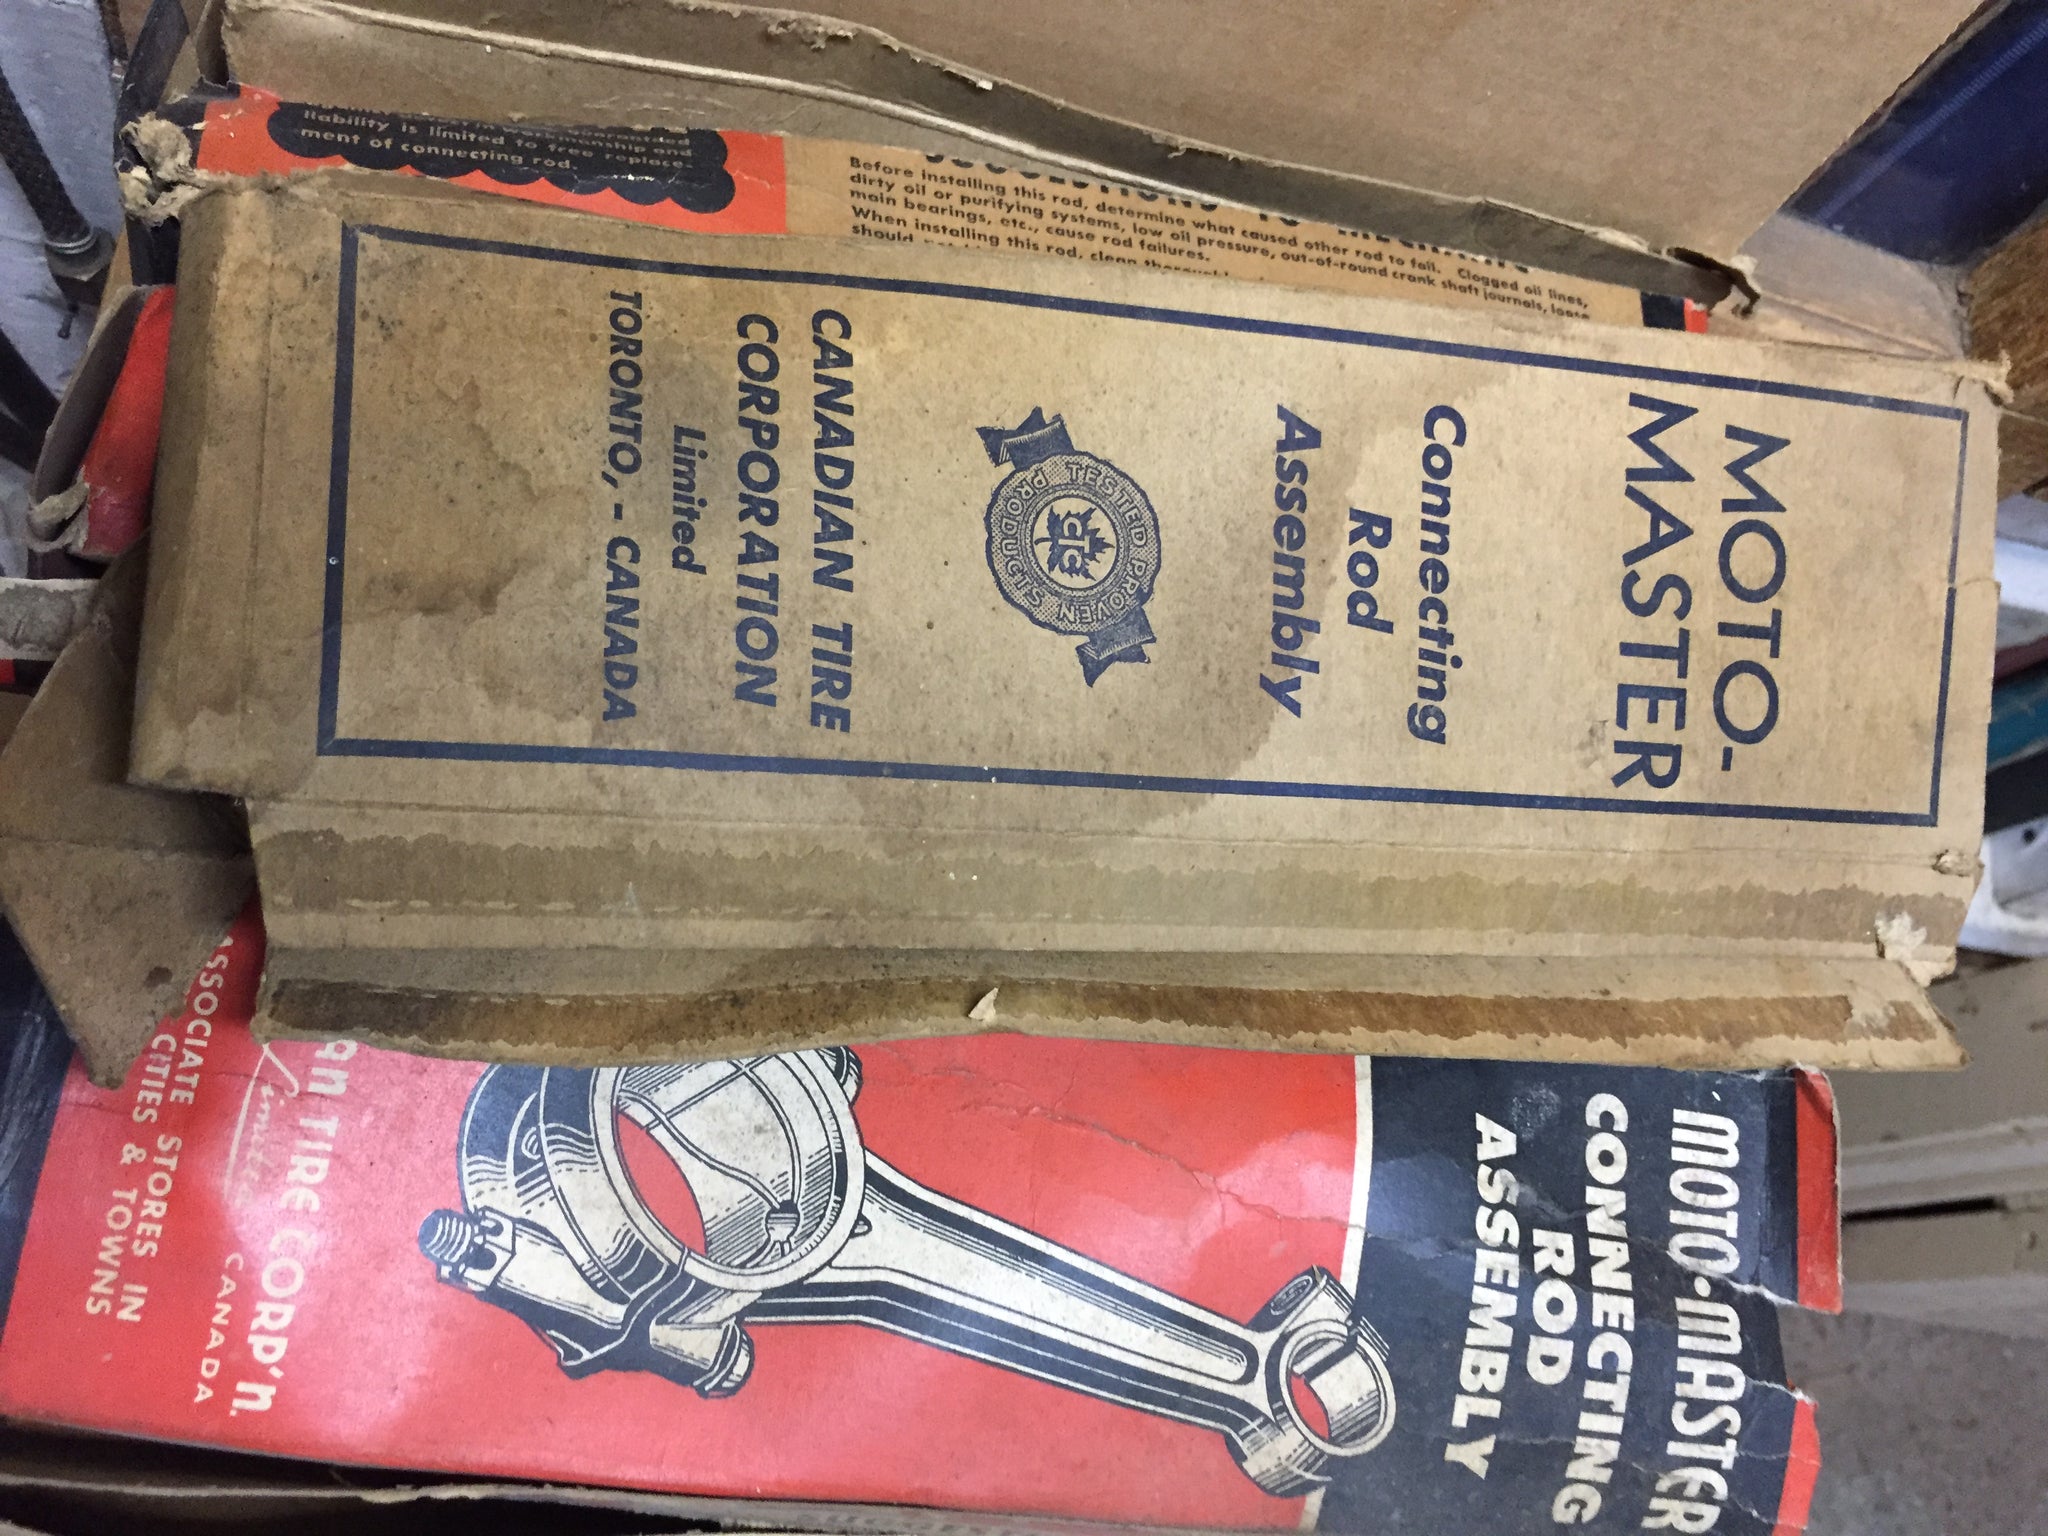 liability is limited to free replace-
ment of connecting rod.
Before installing this rod, determine what caused other rod to fail. Clogged oil lines,
dirty oil or purifying systems, low oil pressure, out-of-round crank shaft journals, loose
main bearings, etc., cause rod failures.
When installing this rod, clean
should
MOTO-
MASTER
Connecting
Rod
Assembly
TESTED PROVEN
PRODUCTS
CTC
CANADIAN TIRE
CORPORATION
Limited
TORONTO, - CANADA
MOTO-MASTER
CONNECTING
ROD
ASSEMBLY
an TIRE CORP'N.
Limited CANADA
ASSOCIATE STORES IN
CITIES & TOWNS